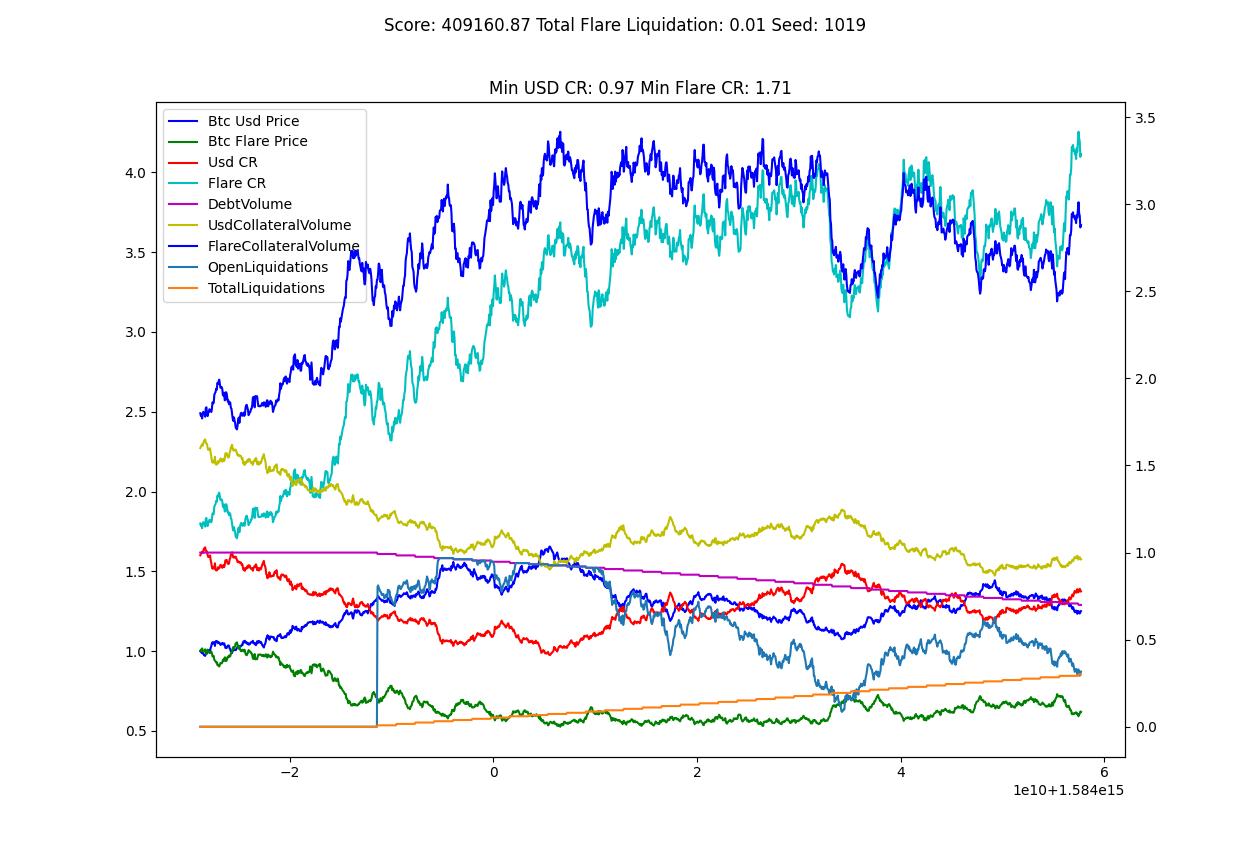 Score: 409160.87 Total Flare Liquidation: 0.01 Seed: 1019
Min USD CR: 0.97 Min Flare CR: 1.71
Btc Usd Price
Btc Flare Price
Usd CR
Flare CR
DebtVolume
UsdCollateralVolume
FlareCollateralVolume
OpenLiquidations
TotalLiquidations
4.0
3.5
3.0
2.5
2.0
1.5
1.0
0.5
3.5
3.0
2.5
2.0
1.5
1.0
0.5
0.0
−2 0 2 4 6
1e10+1.584e15